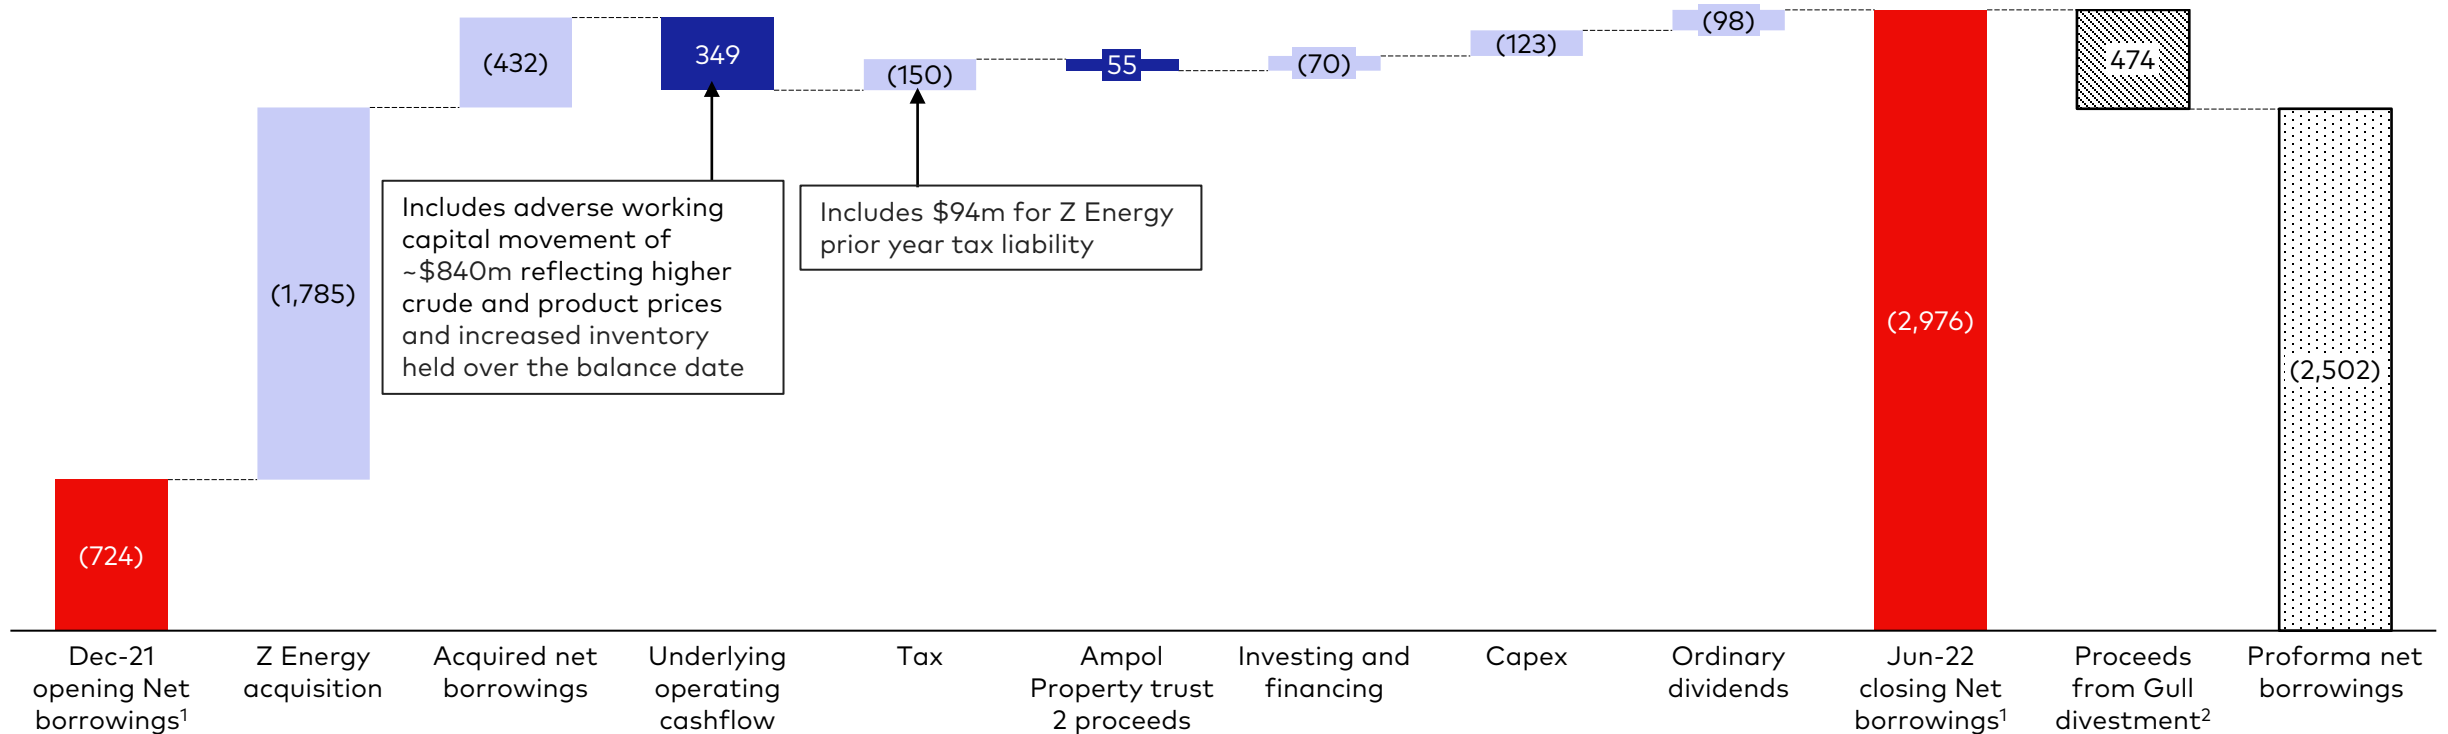 (724)
(1,785)
(432)
349
(150)
55
(70)
(123)
(98)
(2,976)
474
(2,502)
Includes adverse working
capital movement of
~$840m reflecting higher
crude and product prices
and increased inventory
held over the balance date
Includes $94m for Z Energy
prior year tax liability
Dec-21
opening Net
borrowings¹
Z Energy
acquisition
Acquired net
borrowings
Underlying
operating
cashflow
Tax
Ampol
Property trust
2 proceeds
Investing and
financing
Capex
Ordinary
dividends
Jun-22
closing Net
borrowings¹
Proceeds
from Gull
divestment²
Proforma net
borrowings